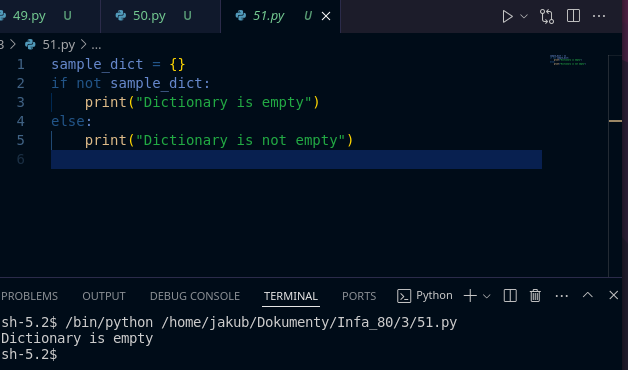 49.py U 50.py U 51.py U
3 > 51.py > ...
1 sample_dict = {}
2 if not sample_dict:
3 print("Dictionary is empty")
4 else:
5 print("Dictionary is not empty")
6
PROBLEMS OUTPUT DEBUG CONSOLE TERMINAL PORTS Python
sh-5.2$ /bin/python /home/jakub/Dokumenty/Infa_80/3/51.py
Dictionary is empty
sh-5.2$